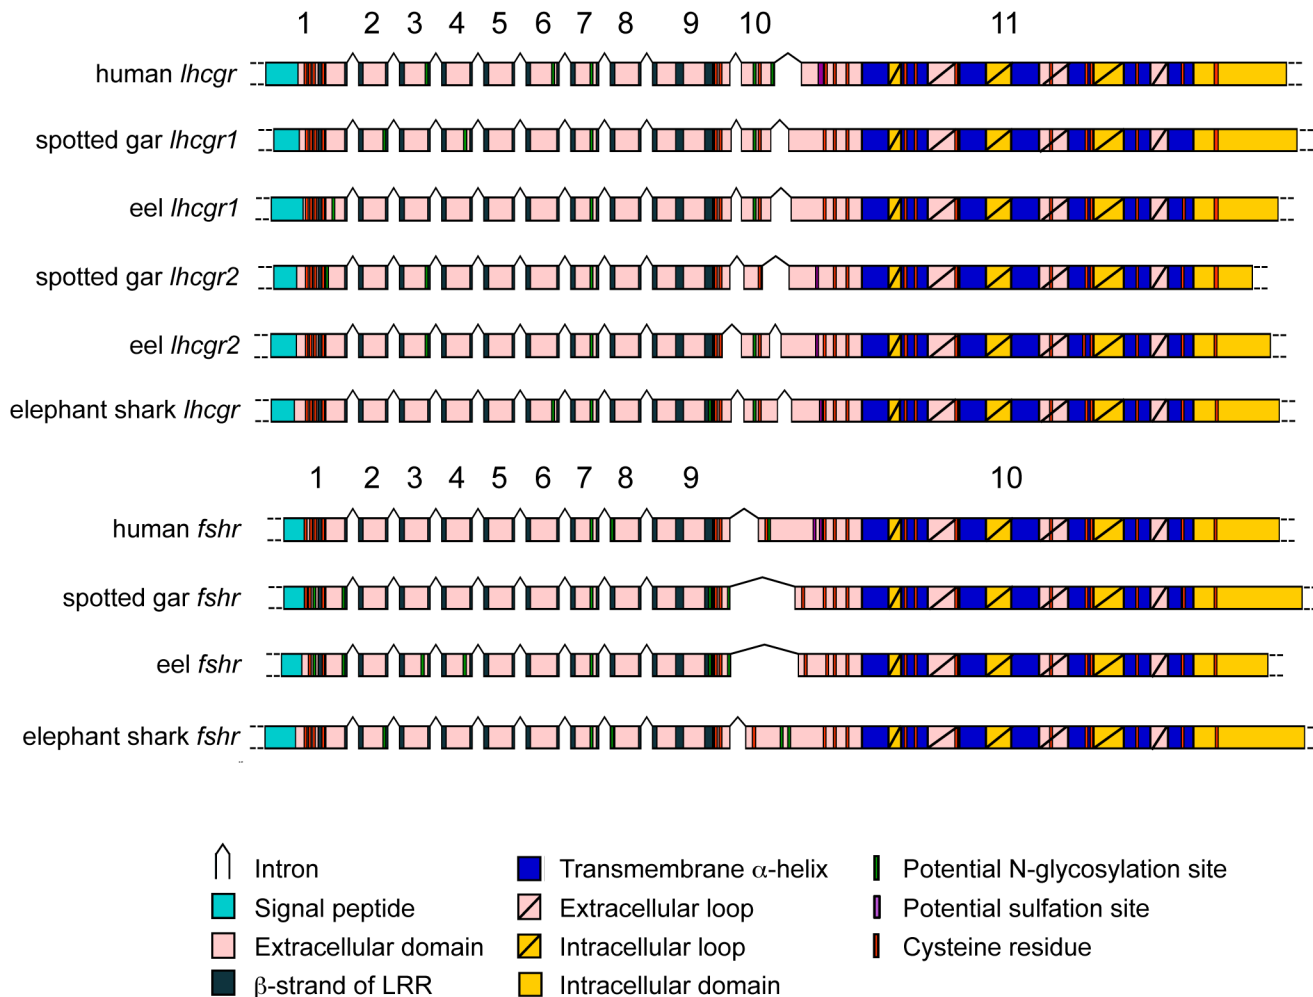 1 2 3 4 5 6 7 8 9 10 11
human lhcgr
spotted gar lhcgr1
eel lhcgr1
spotted gar lhcgr2
eel lhcgr2
elephant shark lhcgr
1 2 3 4 5 6 7 8 9 10
human fshr
spotted gar fshr
eel fshr
elephant shark fshr
Intron
Signal peptide
Extracellular domain
β-strand of LRR
Transmembrane α-helix
Extracellular loop
Intracellular loop
Intracellular domain
Potential N-glycosylation site
Potential sulfation site
Cysteine residue